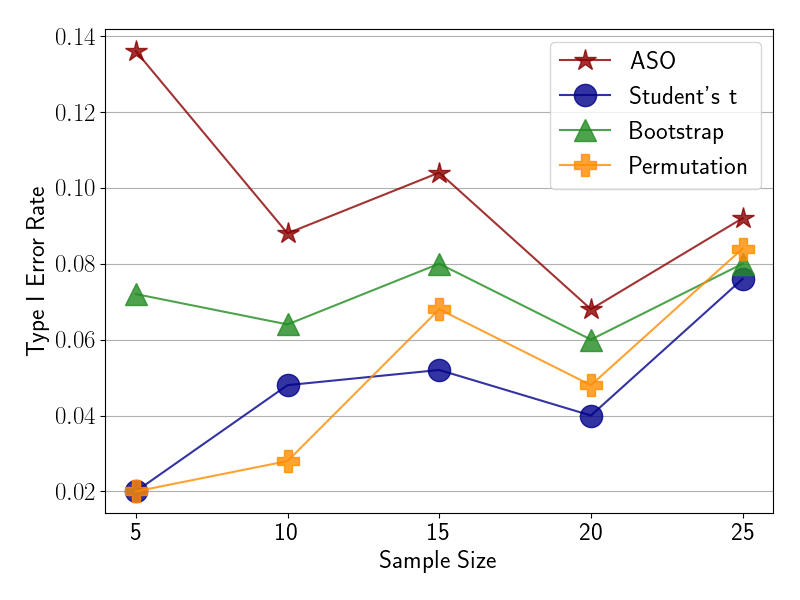 0.14
0.12
0.10
0.08
0.06
0.04
0.02
Type I Error Rate
ASO
Student's t
Bootstrap
Permutation
5 10 15 20 25
Sample Size